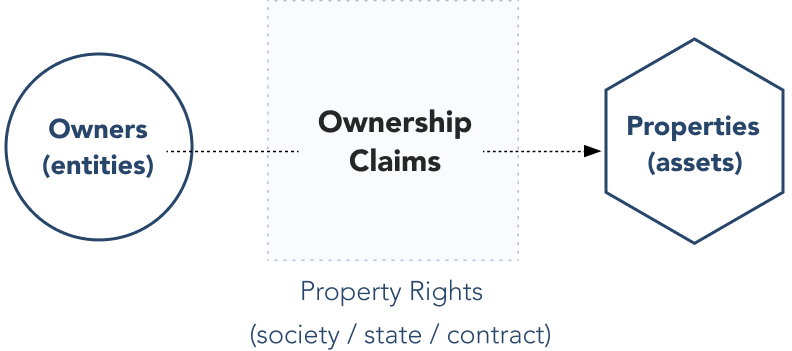 Owners
(entities)
Ownership
Claims
Properties
(assets)
Property Rights
(society / state / contract)